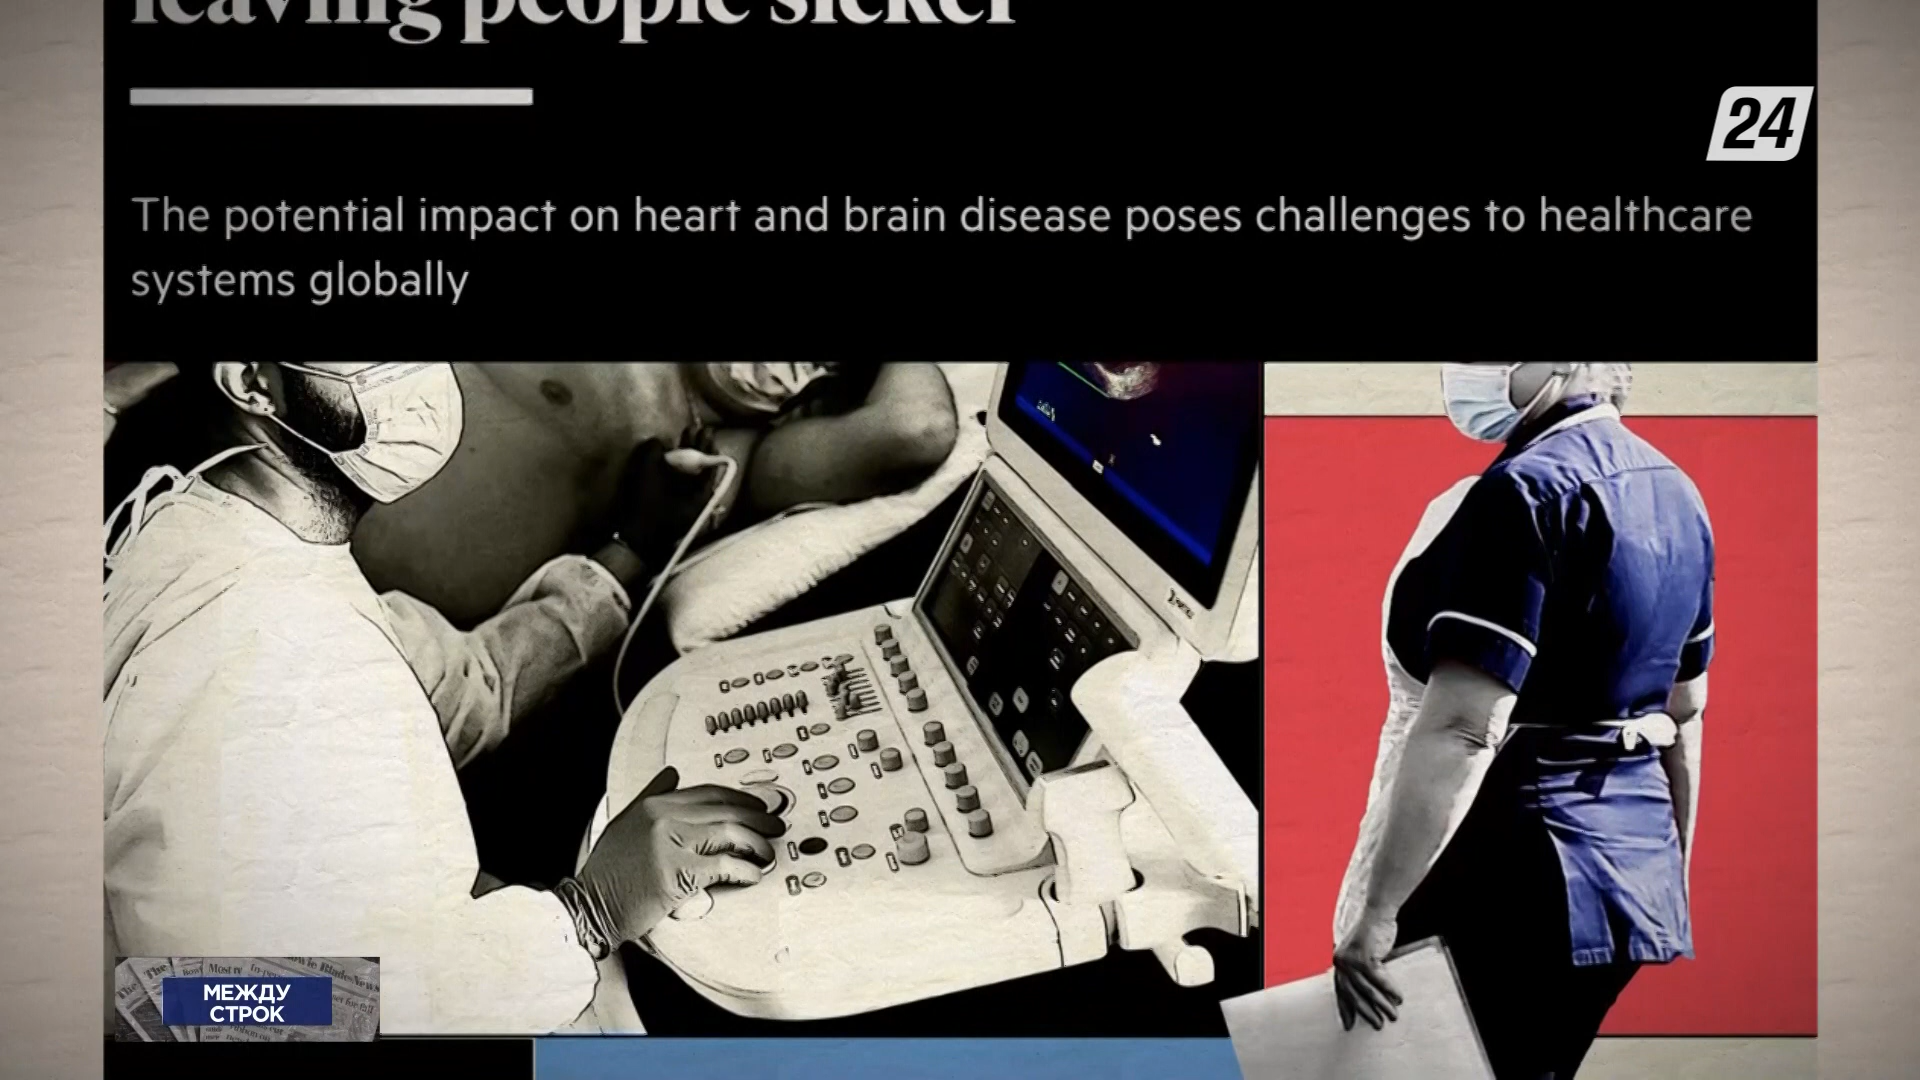 leaving people sicker
24
The potential impact on heart and brain disease poses challenges to healthcare
systems globally
МЕЖДУ
СТРОК